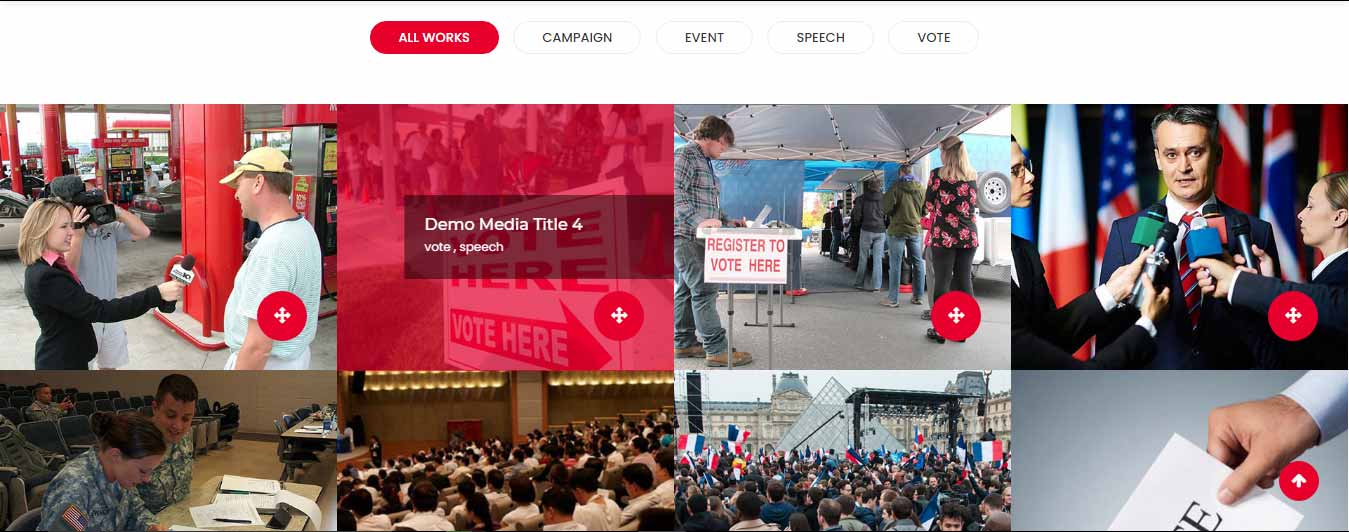 ALL WORKS
CAMPAIGN
EVENT
SPEECH
VOTE
Demo Media Title 4
vote , speech
VOTE
HERE
VOTE HERE
REGISTER TO
VOTE HERE